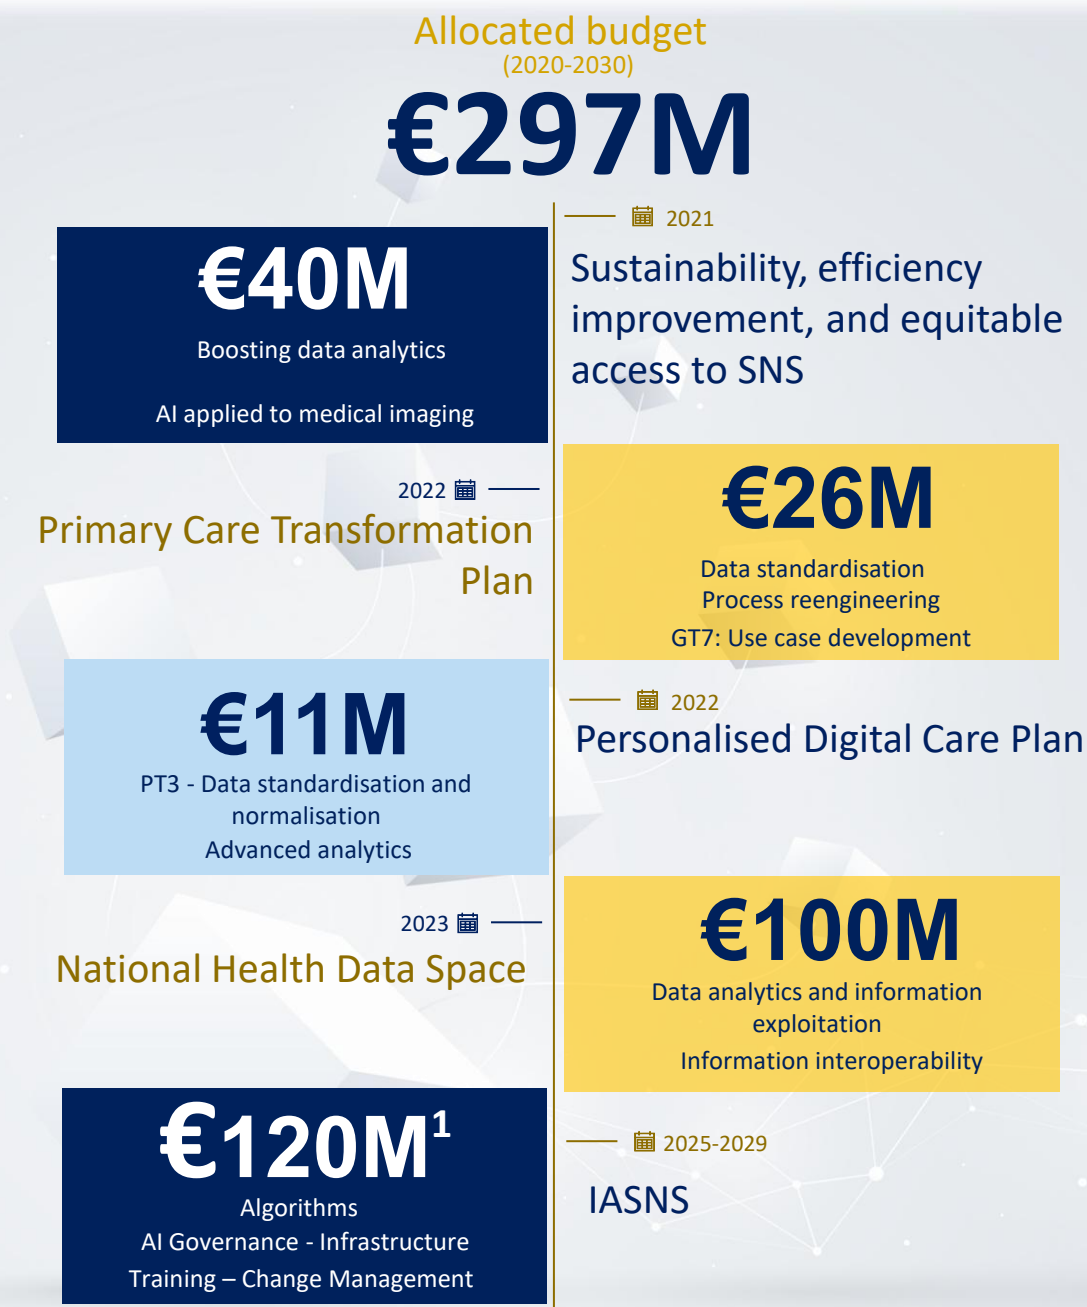 Allocated budget
(2020-2030)
€297M
2021
€40M
Boosting data analytics
AI applied to medical imaging
Sustainability, efficiency
improvement, and equitable
access to SNS
2022
Primary Care Transformation
Plan
€26M
Data standardisation
Process reengineering
GT7: Use case development
€11M
PT3 - Data standardisation and
normalisation
Advanced analytics
2022
Personalised Digital Care Plan
2023
National Health Data Space
€100M
Data analytics and information
exploitation
Information interoperability
€120M¹
Algorithms
AI Governance - Infrastructure
Training – Change Management
2025-2029
IASNS